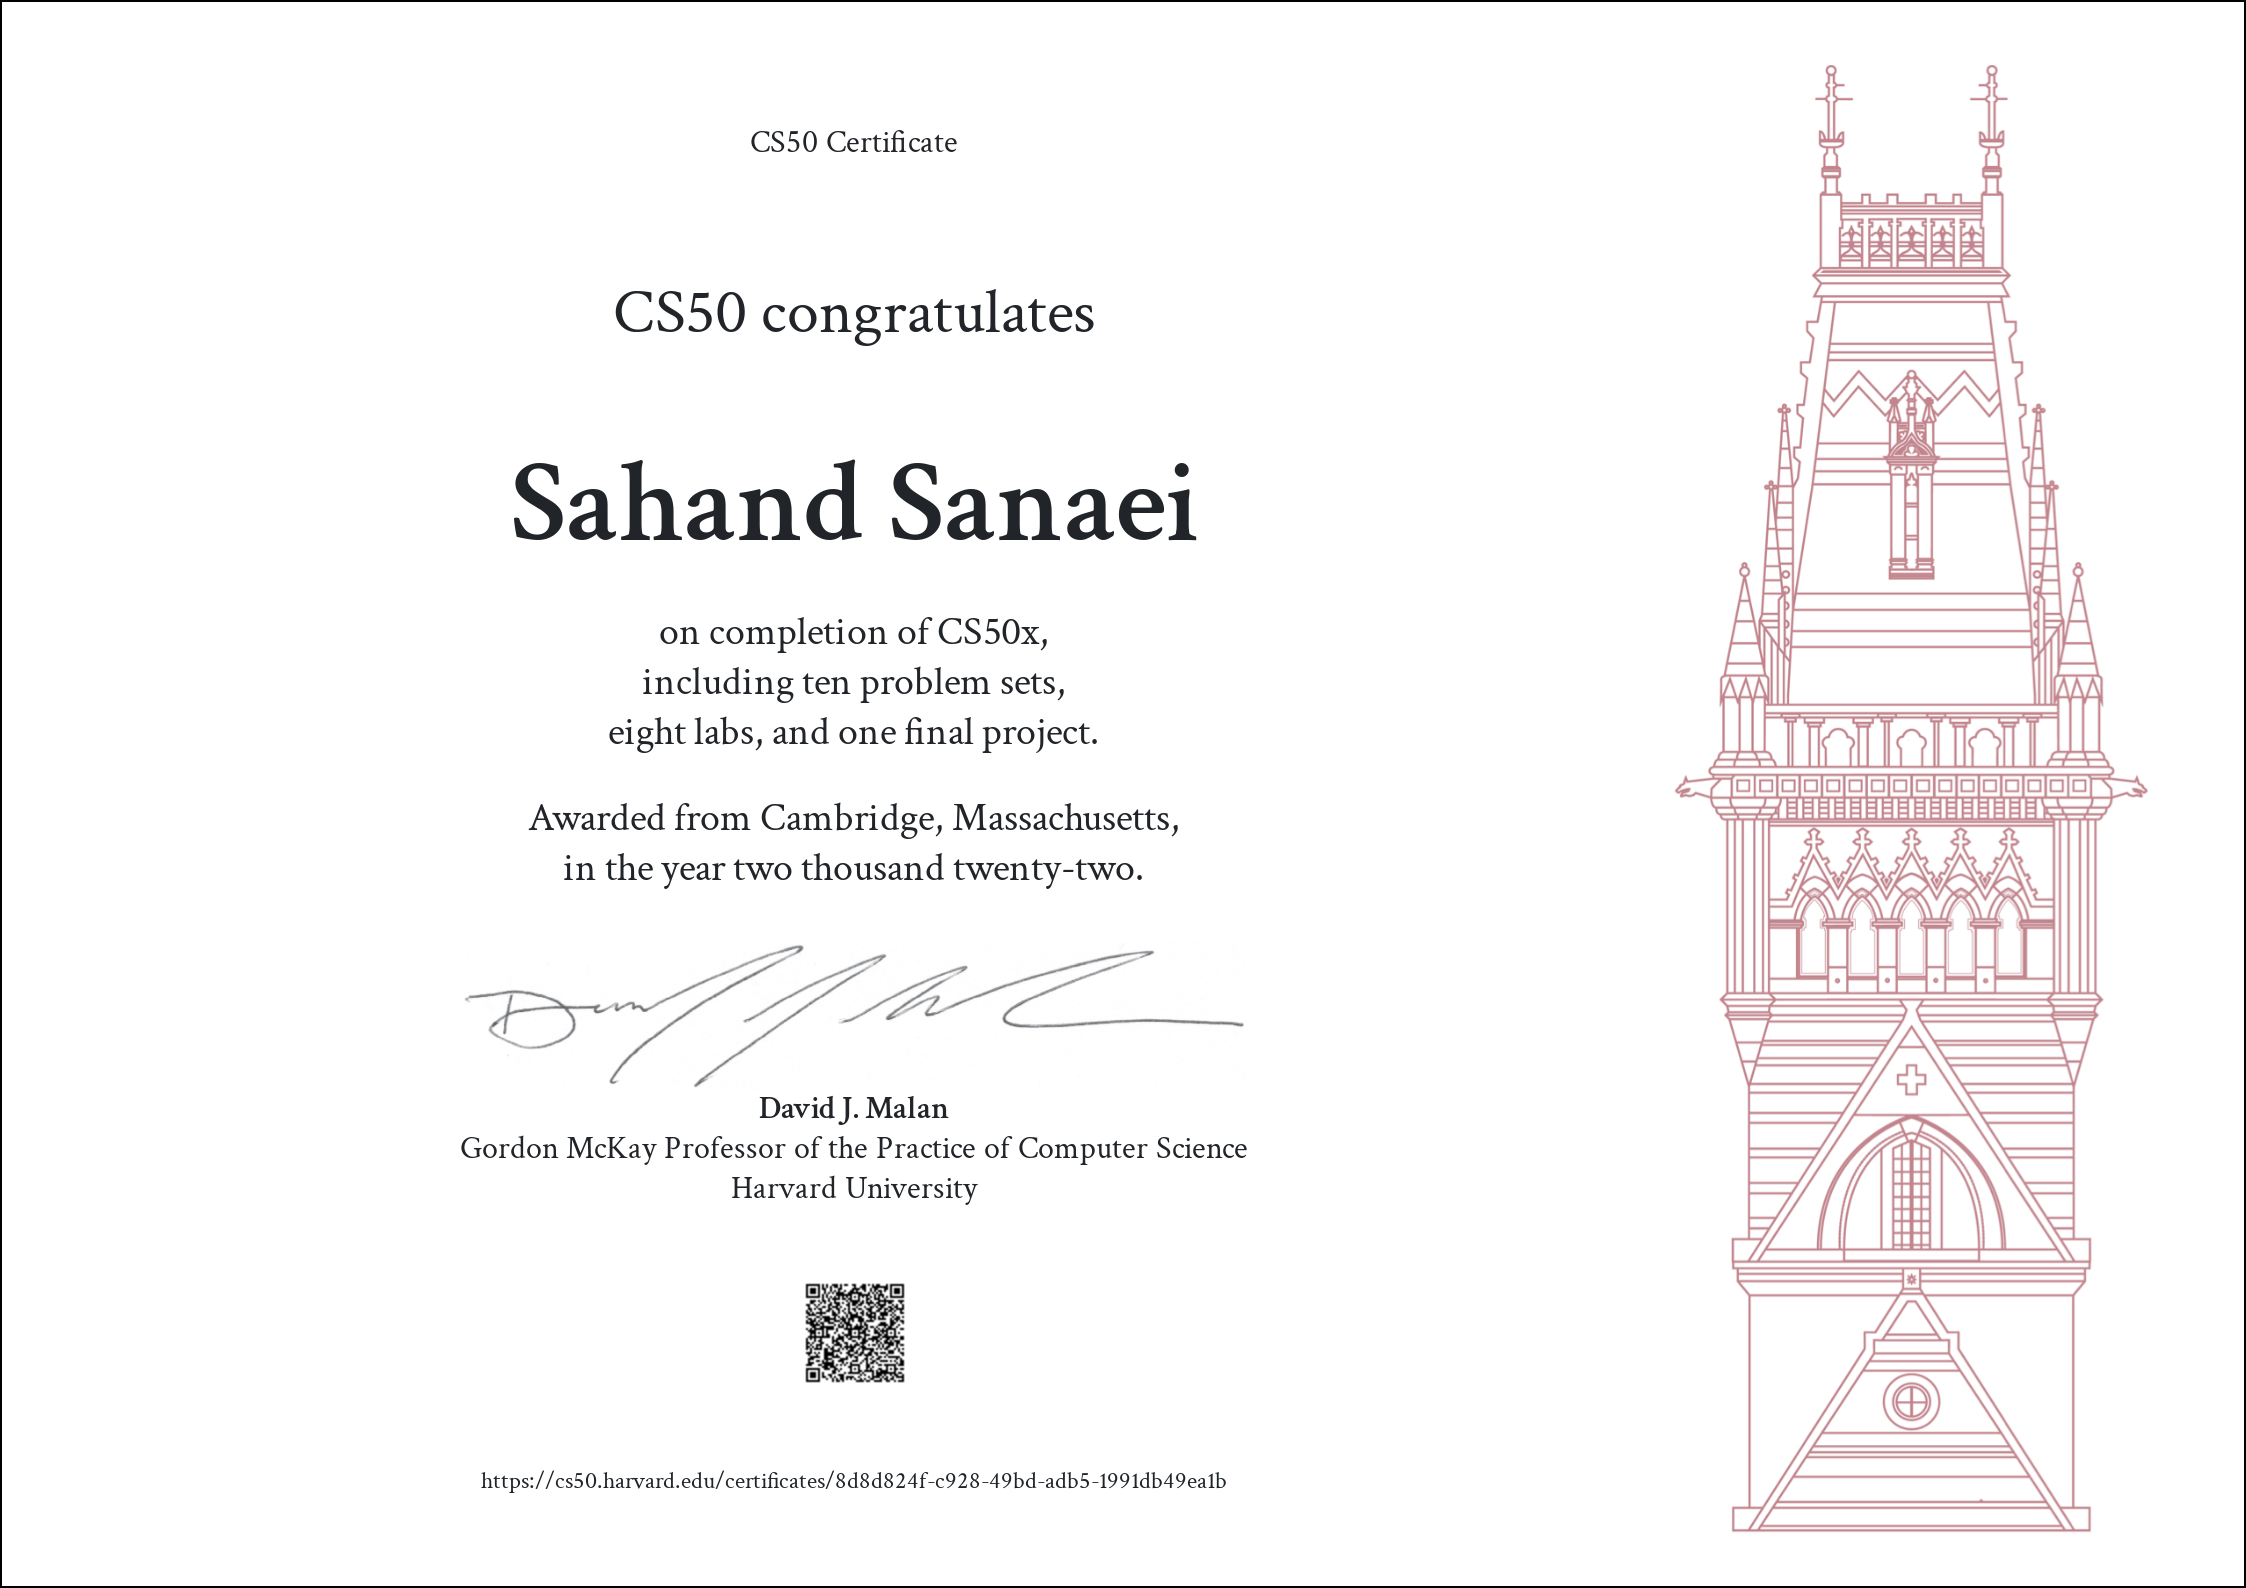 CS50 Certificate
CS50 congratulates
Sahand Sanaei
on completion of CS50x,
including ten problem sets,
eight labs, and one final project.
Awarded from Cambridge, Massachusetts,
in the year two thousand twenty-two.
David J. Malan
Gordon McKay Professor of the Practice of Computer Science
Harvard University
https://cs50.harvard.edu/certificates/8d8d824f-c928-49bd-adb5-1991db49ea1b